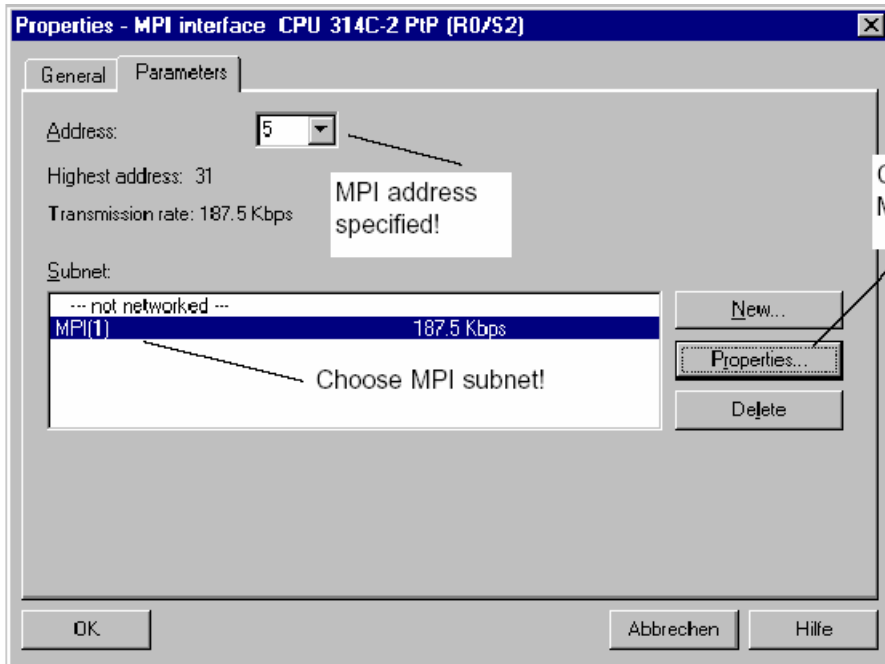 Properties - MPI interface CPU 314C-2 PtP (R0/S2)
General
Parameters
Address:
5
Highest address: 31
Transmission rate: 187.5 Kbps
MPI address
specified!
Subnet:
--- not networked ---
MPI(1) 187.5 Kbps
Choose MPI subnet!
New...
Properties...
Delete
OK
Abbrechen
Hilfe